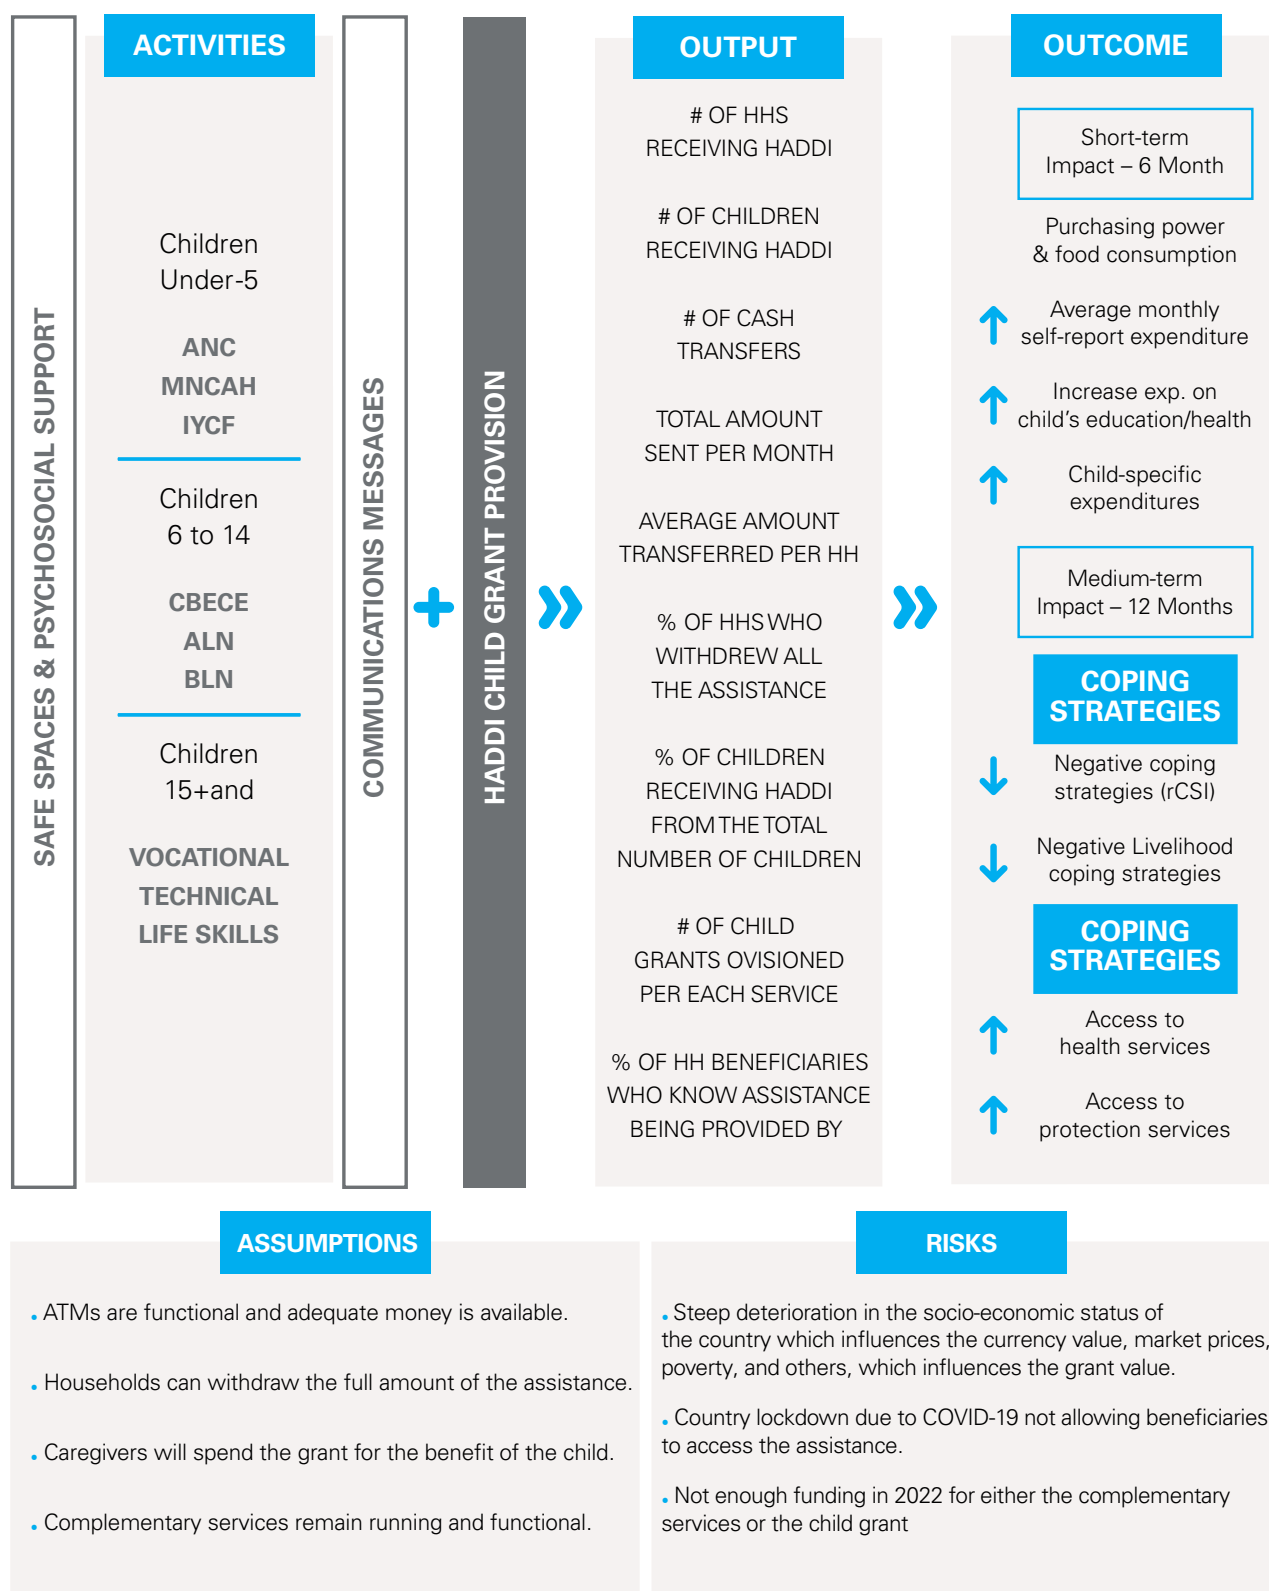 SAFE SPACES & PSYCHOSOCIAL SUPPORT
ACTIVITIES
Children
Under-5
ANC
MNCAH
IYCF
Children
6 to 14
CBECE
ALN
BLN
Children
15+and
VOCATIONAL
TECHNICAL
LIFE SKILLS
COMMUNICATIONS MESSAGES
+
HADDI CHILD GRANT PROVISION
OUTPUT
# OF HHS
RECEIVING HADDI
# OF CHILDREN
RECEIVING HADDI
# OF CASH
TRANSFERS
TOTAL AMOUNT
SENT PER MONTH
AVERAGE AMOUNT
TRANSFERRED PER HH
% OF HHS WHO
WITHDREW ALL
THE ASSISTANCE
% OF CHILDREN
RECEIVING HADDI
FROM THE TOTAL
NUMBER OF CHILDREN
# OF CHILD
GRANTS OVISIONED
PER EACH SERVICE
% OF HH BENEFICIARIES
WHO KNOW ASSISTANCE
BEING PROVIDED BY
OUTCOME
Short-term
Impact – 6 Month
Purchasing power
& food consumption
Average monthly
self-report expenditure
Increase exp. on
child's education/health
Child-specific
expenditures
Medium-term
Impact – 12 Months
COPING
STRATEGIES
Negative coping
strategies (rCSI)
Negative Livelihood
coping strategies
COPING
STRATEGIES
Access to
health services
Access to
protection services
ASSUMPTIONS
• ATMs are functional and adequate money is available.
• Households can withdraw the full amount of the assistance.
• Caregivers will spend the grant for the benefit of the child.
• Complementary services remain running and functional.
RISKS
• Steep deterioration in the socio-economic status of
the country which influences the currency value, market prices,
poverty, and others, which influences the grant value.
• Country lockdown due to COVID-19 not allowing beneficiaries
to access the assistance.
• Not enough funding in 2022 for either the complementary
services or the child grant